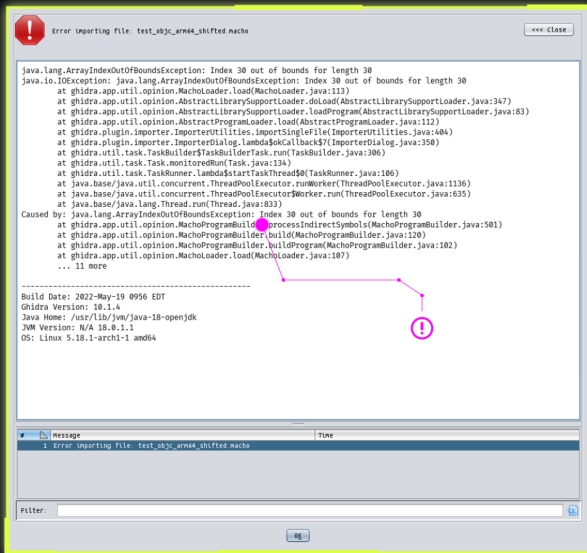 Error importing file: test_objc_arm64_shifted.macho
<<< Close
java.lang.ArrayIndexOutOfBoundsException: Index 30 out of bounds for length 30
java.io.IOException: java.lang.ArrayIndexOutOfBoundsException: Index 30 out of bounds for length 30
at ghidra.app.util.opinion.MachoLoader.load(MachoLoader.java:113)
at ghidra.app.util.opinion.AbstractLibrarySupportLoader.doLoad(AbstractLibrarySupportLoader.java:347)
at ghidra.app.util.opinion.AbstractLibrarySupportLoader.loadProgram(AbstractLibrarySupportLoader.java:83)
at ghidra.app.util.opinion.AbstractProgramLoader.load(AbstractProgramLoader.java:112)
at ghidra.plugin.importer.ImporterUtilities.importSingleFile(ImporterUtilities.java:404)
at ghidra.plugin.importer.ImporterDialog.lambda$okCallback$7(ImporterDialog.java:350)
at ghidra.util.task.TaskBuilder$TaskBuilderTask.run(TaskBuilder.java:306)
at ghidra.util.task.Task.monitoredRun(Task.java:134)
at ghidra.util.task.TaskRunner.lambda$startTaskThread$0(TaskRunner.java:106)
at java.base/java.util.concurrent.ThreadPoolExecutor.runWorker(ThreadPoolExecutor.java:1136)
at java.base/java.util.concurrent.ThreadPoolExecutor$Worker.run(ThreadPoolExecutor.java:635)
at java.base/java.lang.Thread.run(Thread.java:833)
Caused by: java.lang.ArrayIndexOutOfBoundsException: Index 30 out of bounds for length 30
at ghidra.app.util.opinion.MachoProgramBuilder.processIndirectSymbols(MachoProgramBuilder.java:501)
at ghidra.app.util.opinion.MachoProgramBuilder.build(MachoProgramBuilder.java:120)
at ghidra.app.util.opinion.MachoProgramBuilder.buildProgram(MachoProgramBuilder.java:102)
at ghidra.app.util.opinion.MachoLoader.load(MachoLoader.java:107)
... 11 more
---------------------------------------------------
Build Date: 2022-May-19 0956 EDT
Ghidra Version: 10.1.4
Java Home: /usr/lib/jvm/java-18-openjdk
JVM Version: N/A 18.0.1.1
OS: Linux 5.18.1-arch1-1 amd64
# Message Time
1 Error importing file: test_objc_arm64_shifted.macho
Filter:
OK